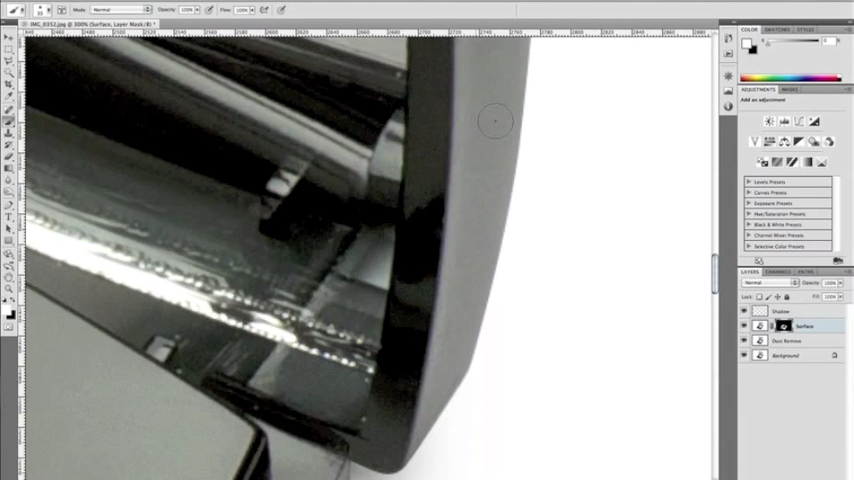 Mode: Normal Opacity: 100% Flow: 100%
IMG_0352.jpg @ 300% (Surface, Layer Mask/8) *
COLOR SWATCHES STYLES
K
ADJUSTMENTS MASKS
Add an adjustment
Levels Presets
Curves Presets
Exposure Presets
Hue/Saturation Presets
Black & White Presets
Channel Mixer Presets
Selective Color Presets
LAYERS CHANNELS PATHS
Normal Opacity: 100%
Lock: Fill: 100%
Shadow
Surface
Dust Remove
Background